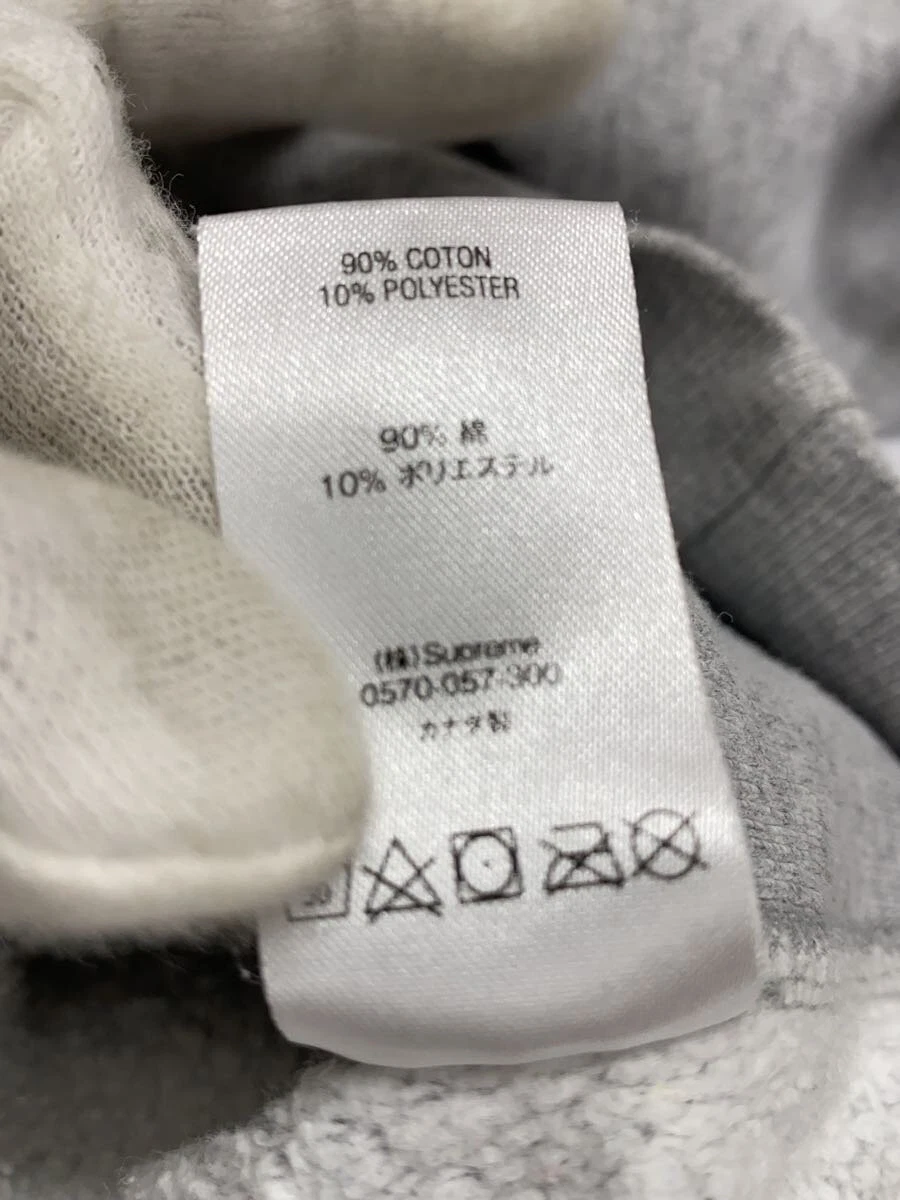 90% COTON
10% POLYESTER
90% 綿
10% ポリエステル
(株)Supreme
0570-057-300
カナダ製